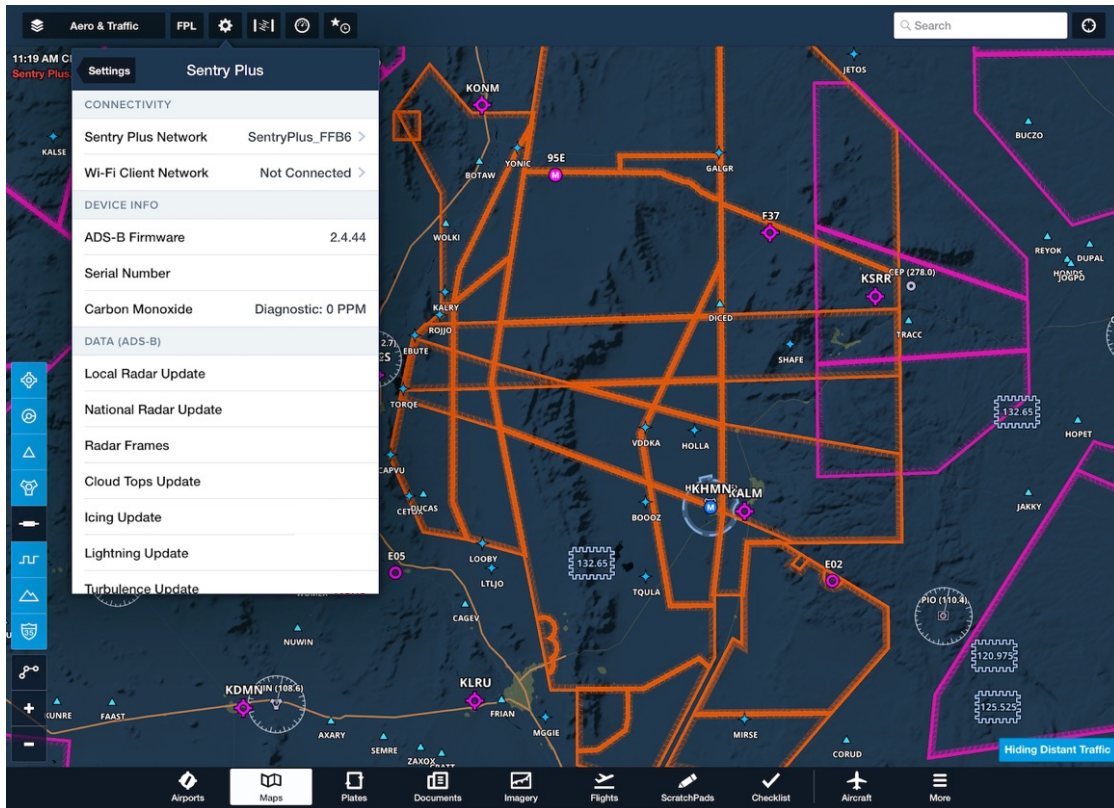 Aero & Traffic
FPL
Search
11:19 AM C
Sentry Plus
Settings
Sentry Plus
CONNECTIVITY
Sentry Plus Network SentryPlus_FFB6
Wi-Fi Client Network Not Connected
DEVICE INFO
ADS-B Firmware 2.4.44
Serial Number
Carbon Monoxide Diagnostic: 0 PPM
DATA (ADS-B)
Local Radar Update
National Radar Update
Radar Frames
Cloud Tops Update
Icing Update
Lightning Update
Turbulence Update
KALSE
KONM
JETOS
BUCZO
YONIC
95E
GALGR
BOTAW
F37
WOLKI
REYOK
DUPAL
HONDS
JOGPO
KSRR
CEP (278.0)
KALRY
ROJJO
DICED
TRACC
2.7)
EBUTE
SHAFE
TORQE
132.65
HOPET
VDDKA
HOLLA
CAPVU
KHMN
KALM
CETOX
DUCAS
BOOOZ
JAKKY
LOOBY
132.65
E05
LTLJO
TQULA
E02
CAGEV
PIO (110.4)
NUWIN
120.975
KDMN
IN (108.6)
KLRU
FRIAN
125.525
KUNRE
FAAST
AXARY
MGGIE
MIRSE
SEMRE
ZAXOX
CORUD
35
Hiding Distant Traffic
Airports
Maps
Plates
Documents
Imagery
Flights
ScratchPads
Checklist
Aircraft
More